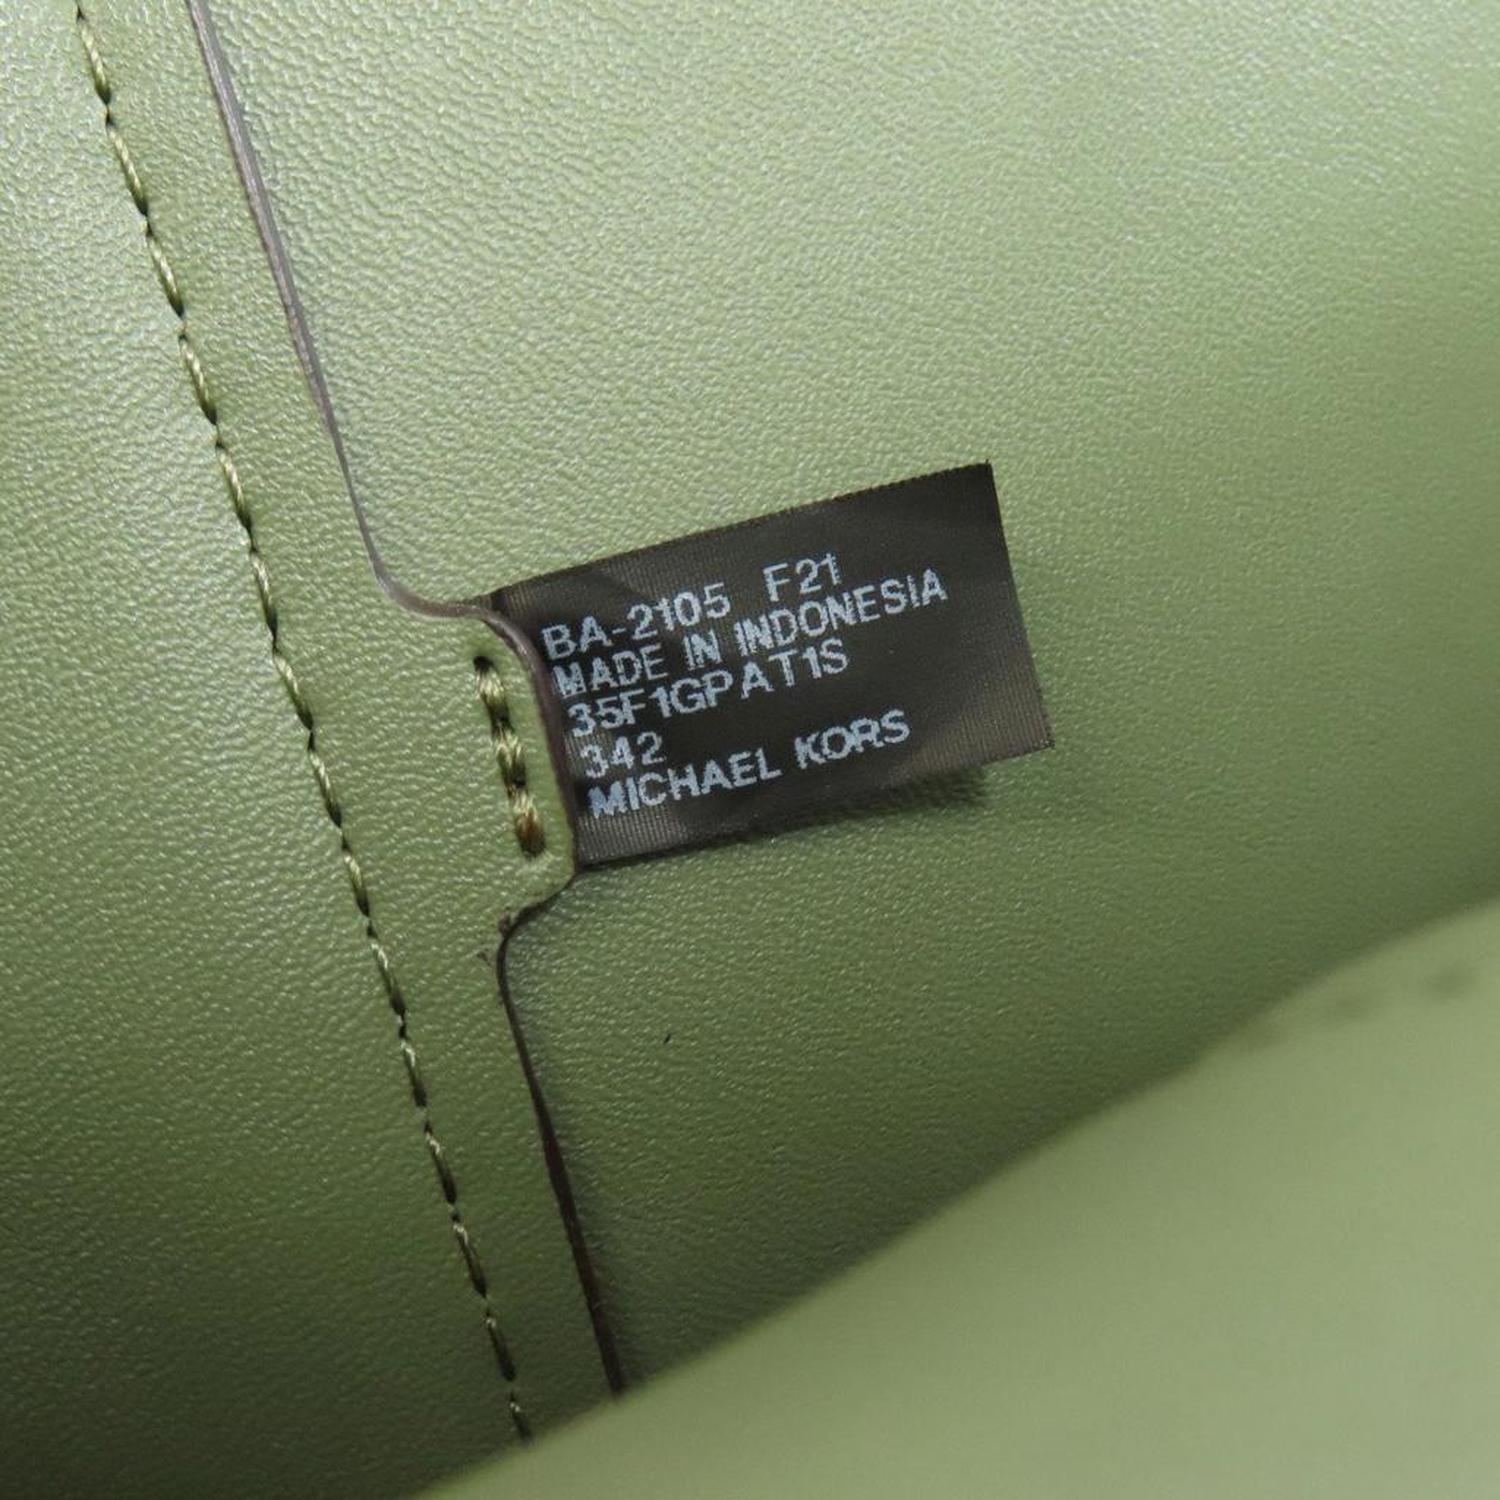 BA-2105 F21
MADE IN INDONESIA
35F1GPAT1S
342
MICHAEL KORS